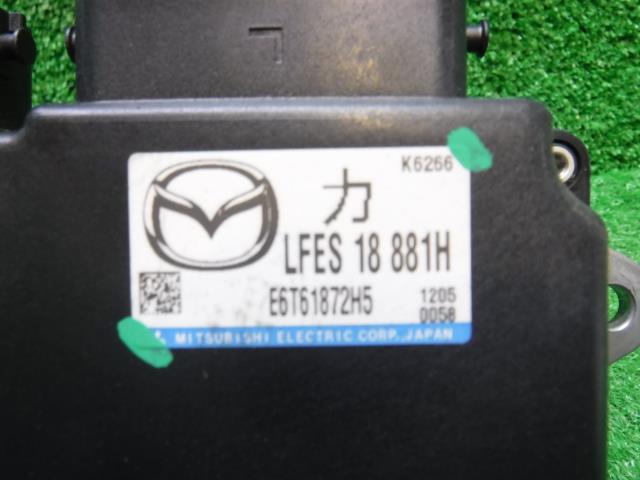 L
K6266
カ
LFES 18 881H
E6T61872H5
1205
0058
MITSUBISHI ELECTRIC CORP., JAPAN